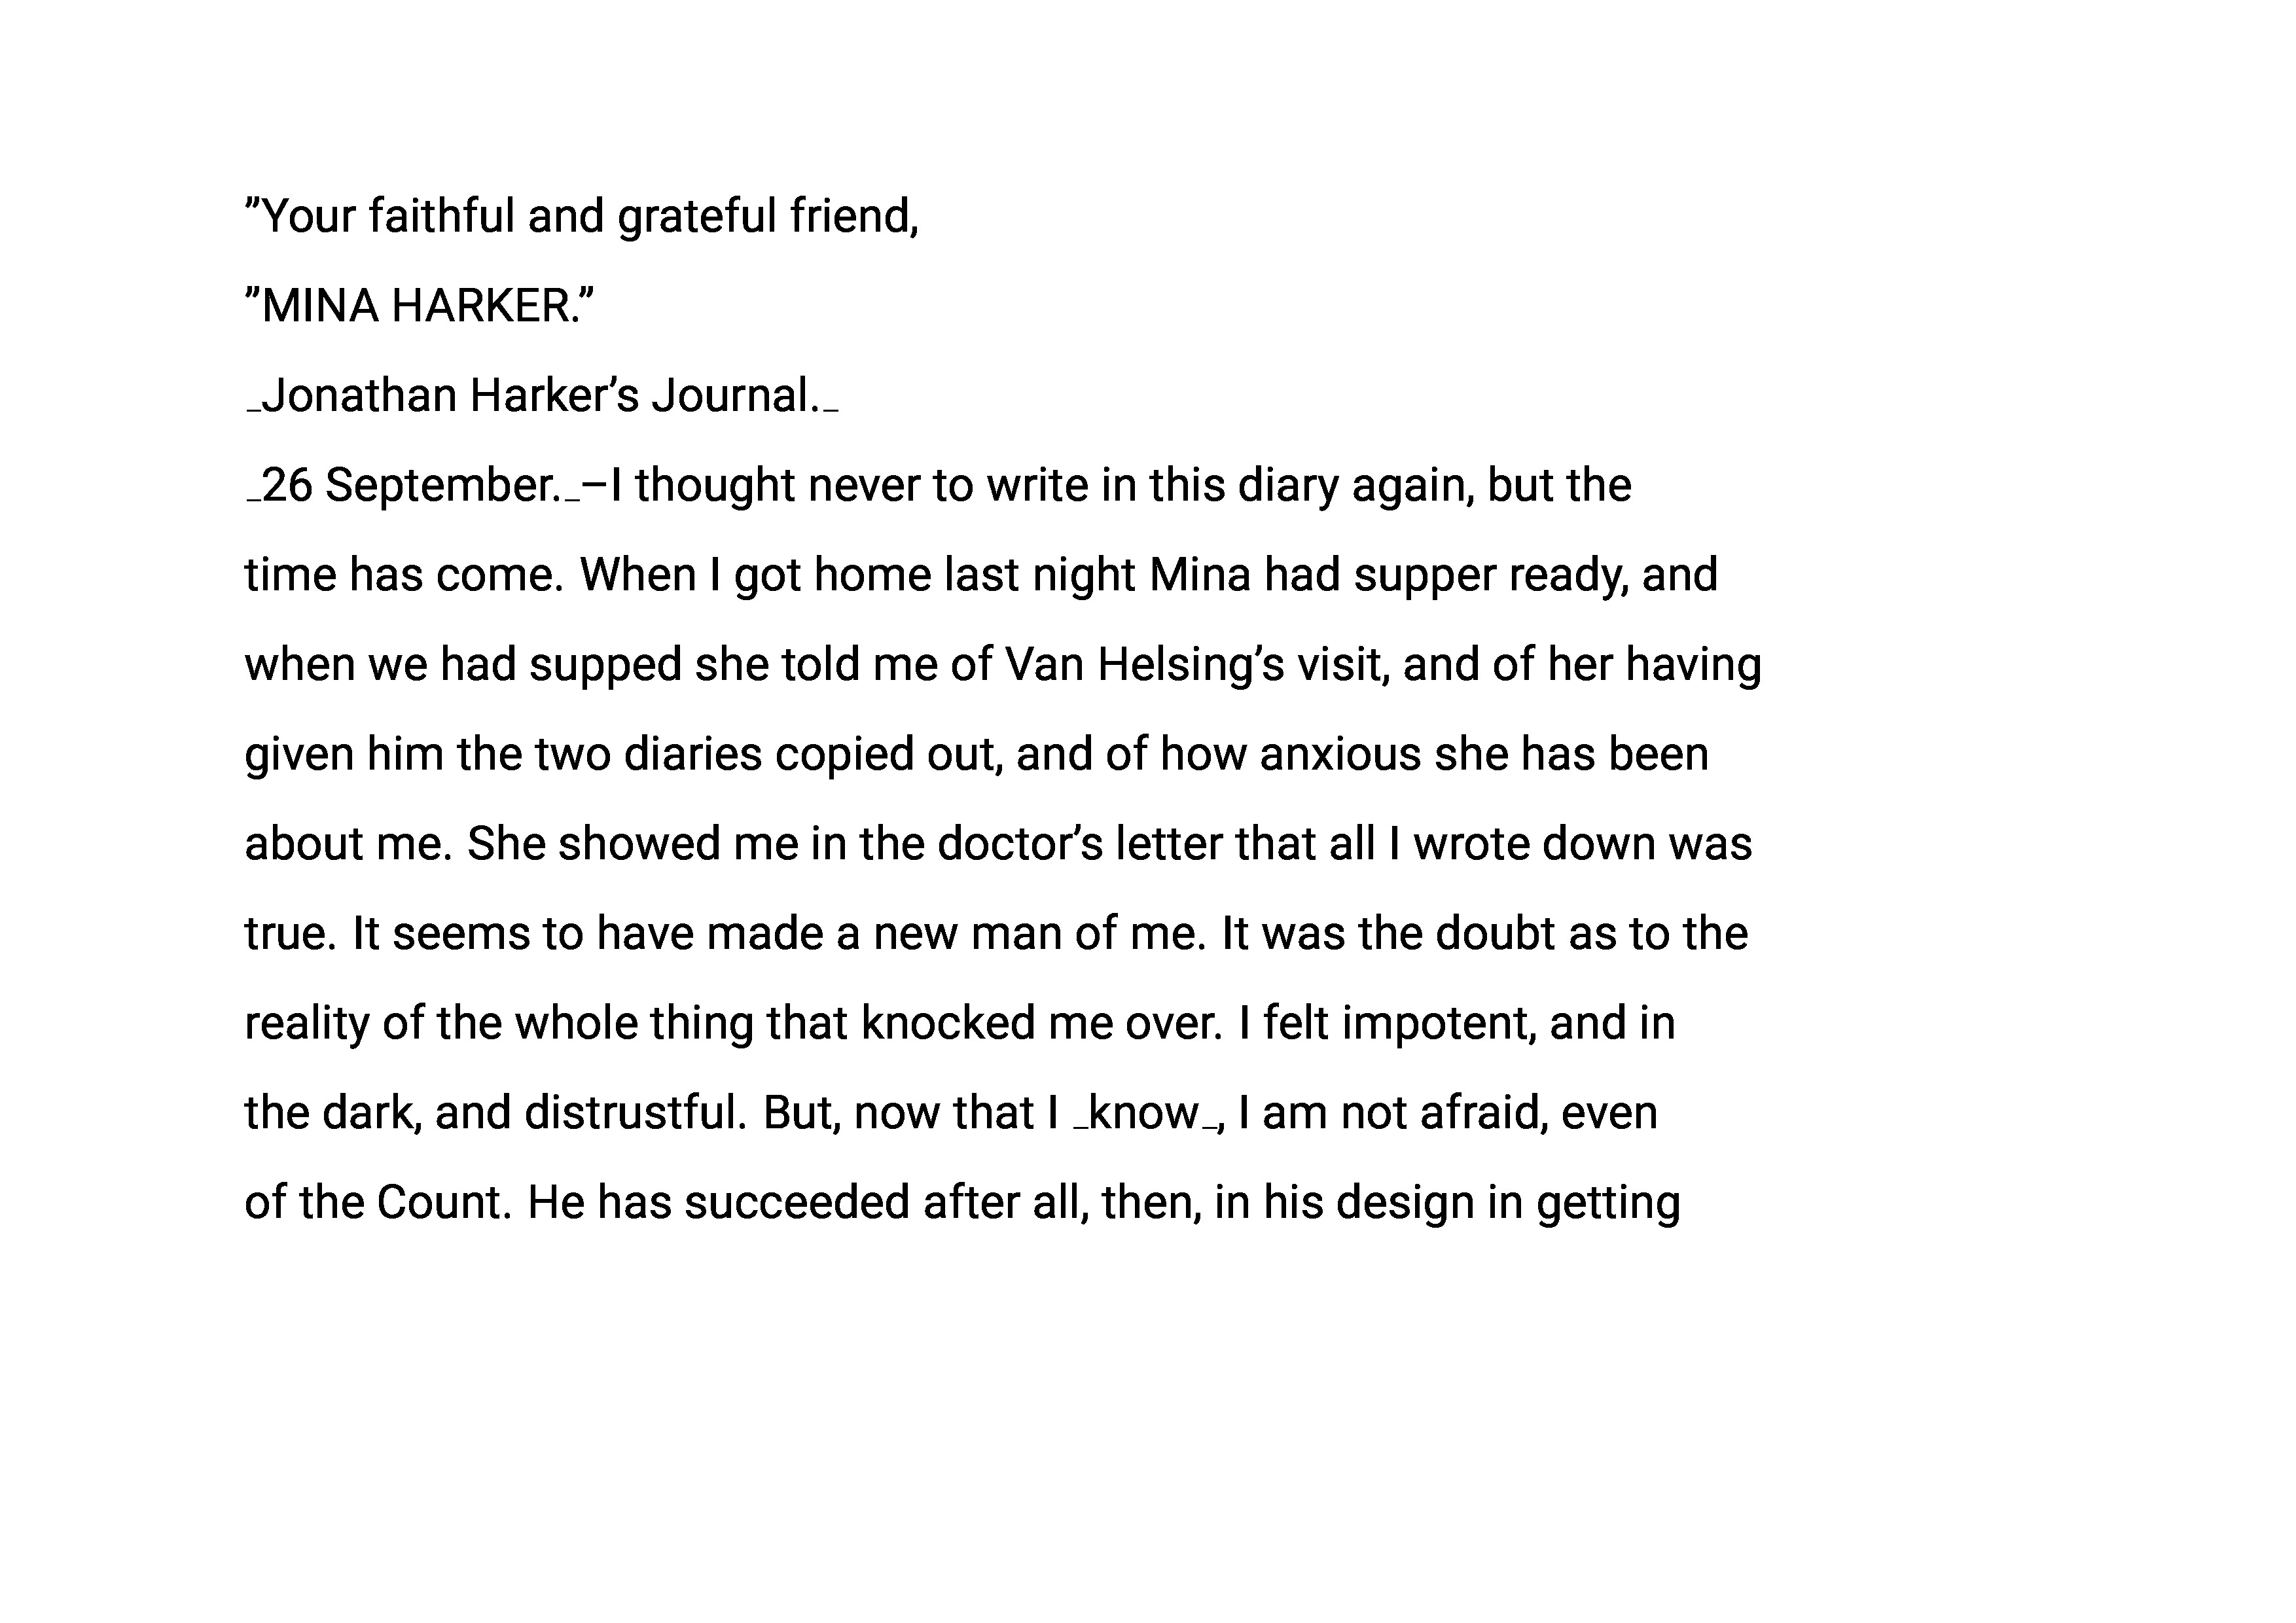 ”Your faithful and grateful friend,
”MINA HARKER.”
_Jonathan Harker’s Journal._
_26 September._–I thought never to write in this diary again, but the
time has come. When I got home last night Mina had supper ready, and
when we had supped she told me of Van Helsing’s visit, and of her having
given him the two diaries copied out, and of how anxious she has been
about me. She showed me in the doctor’s letter that all I wrote down was
true. It seems to have made a new man of me. It was the doubt as to the
reality of the whole thing that knocked me over. I felt impotent, and in
the dark, and distrustful. But, now that I _know_, I am not afraid, even
of the Count. He has succeeded after all, then, in his design in getting